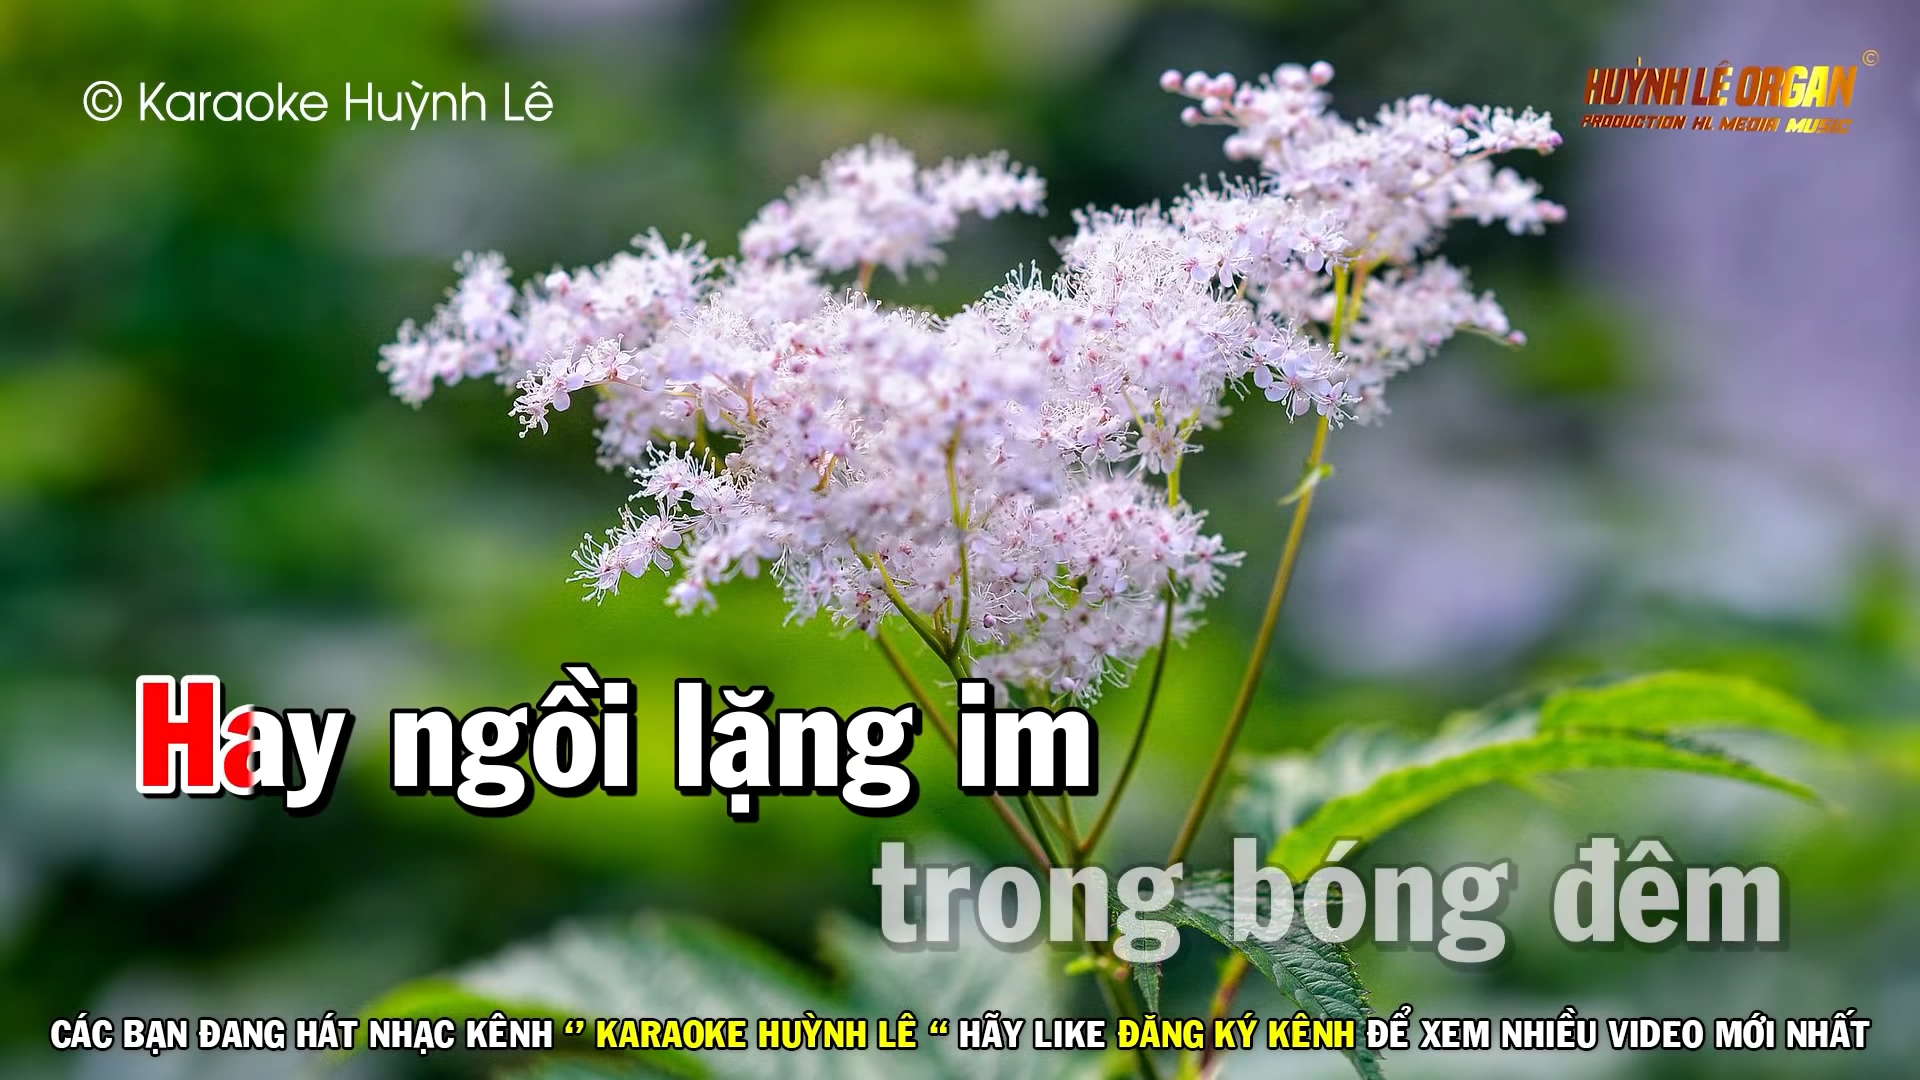 © Karaoke Huỳnh Lê
HUỲNH LÊ ORGAN ©
PRODUCTION HL MEDIA MUSIC
Hay ngồi lặng im
trong bóng đêm
CÁC BẠN ĐANG HÁT NHẠC KÊNH “ KARAOKE HUỲNH LÊ “ HÃY LIKE ĐĂNG KÝ KÊNH ĐỂ XEM NHIỀU VIDEO MỚI NHẤT